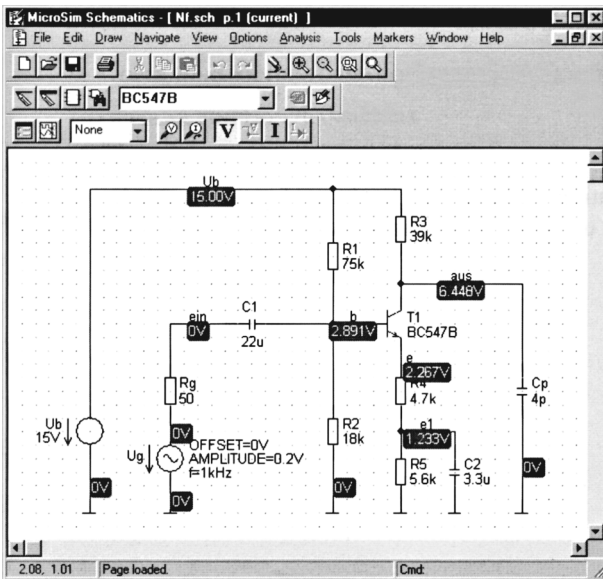 MicroSim Schematics - [ Nf.sch p.1 (current) ]
File Edit Draw Navigate View Options Analysis Tools Markers Window Help
BC547B
None
V
I
Ub
15.00V
R3
39k
R1
75k
aus
6.448V
C1
22u
ein
0V
b
2.891V
T1
BC547B
e
2.267V
R4
4.7k
Rg
50
Cp
4p
Ub
15V
0V
R2
18k
e1
1.233V
Ug
OFFSET=0V
AMPLITUDE=0.2V
f=1kHz
R5
5.6k
C2
3.3u
0V
0V
0V
0V
2.08, 1.01 Page loaded. Cmd: